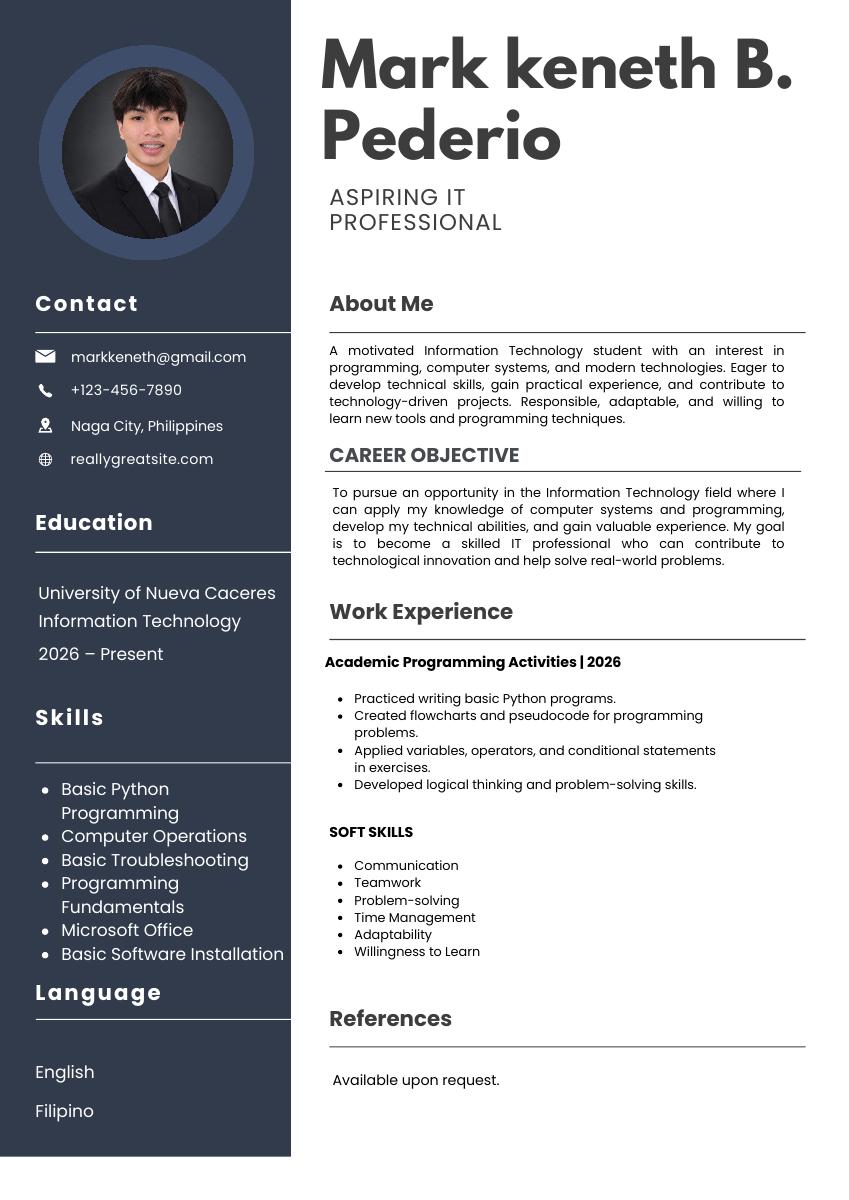 Mark keneth B.
Pederio
ASPIRING IT
PROFESSIONAL
Contact
markkeneth@gmail.com
+123-456-7890
Naga City, Philippines
reallygreatsite.com
Education
University of Nueva Caceres
Information Technology
2026 – Present
Skills
• Basic Python
Programming
• Computer Operations
• Basic Troubleshooting
• Programming
Fundamentals
• Microsoft Office
• Basic Software Installation
Language
English
Filipino
About Me
A motivated Information Technology student with an interest in
programming, computer systems, and modern technologies. Eager to
develop technical skills, gain practical experience, and contribute to
technology-driven projects. Responsible, adaptable, and willing to
learn new tools and programming techniques.
CAREER OBJECTIVE
To pursue an opportunity in the Information Technology field where I
can apply my knowledge of computer systems and programming,
develop my technical abilities, and gain valuable experience. My goal
is to become a skilled IT professional who can contribute to
technological innovation and help solve real-world problems.
Work Experience
Academic Programming Activities | 2026
• Practiced writing basic Python programs.
• Created flowcharts and pseudocode for programming
problems.
• Applied variables, operators, and conditional statements
in exercises.
• Developed logical thinking and problem-solving skills.
SOFT SKILLS
• Communication
• Teamwork
• Problem-solving
• Time Management
• Adaptability
• Willingness to Learn
References
Available upon request.